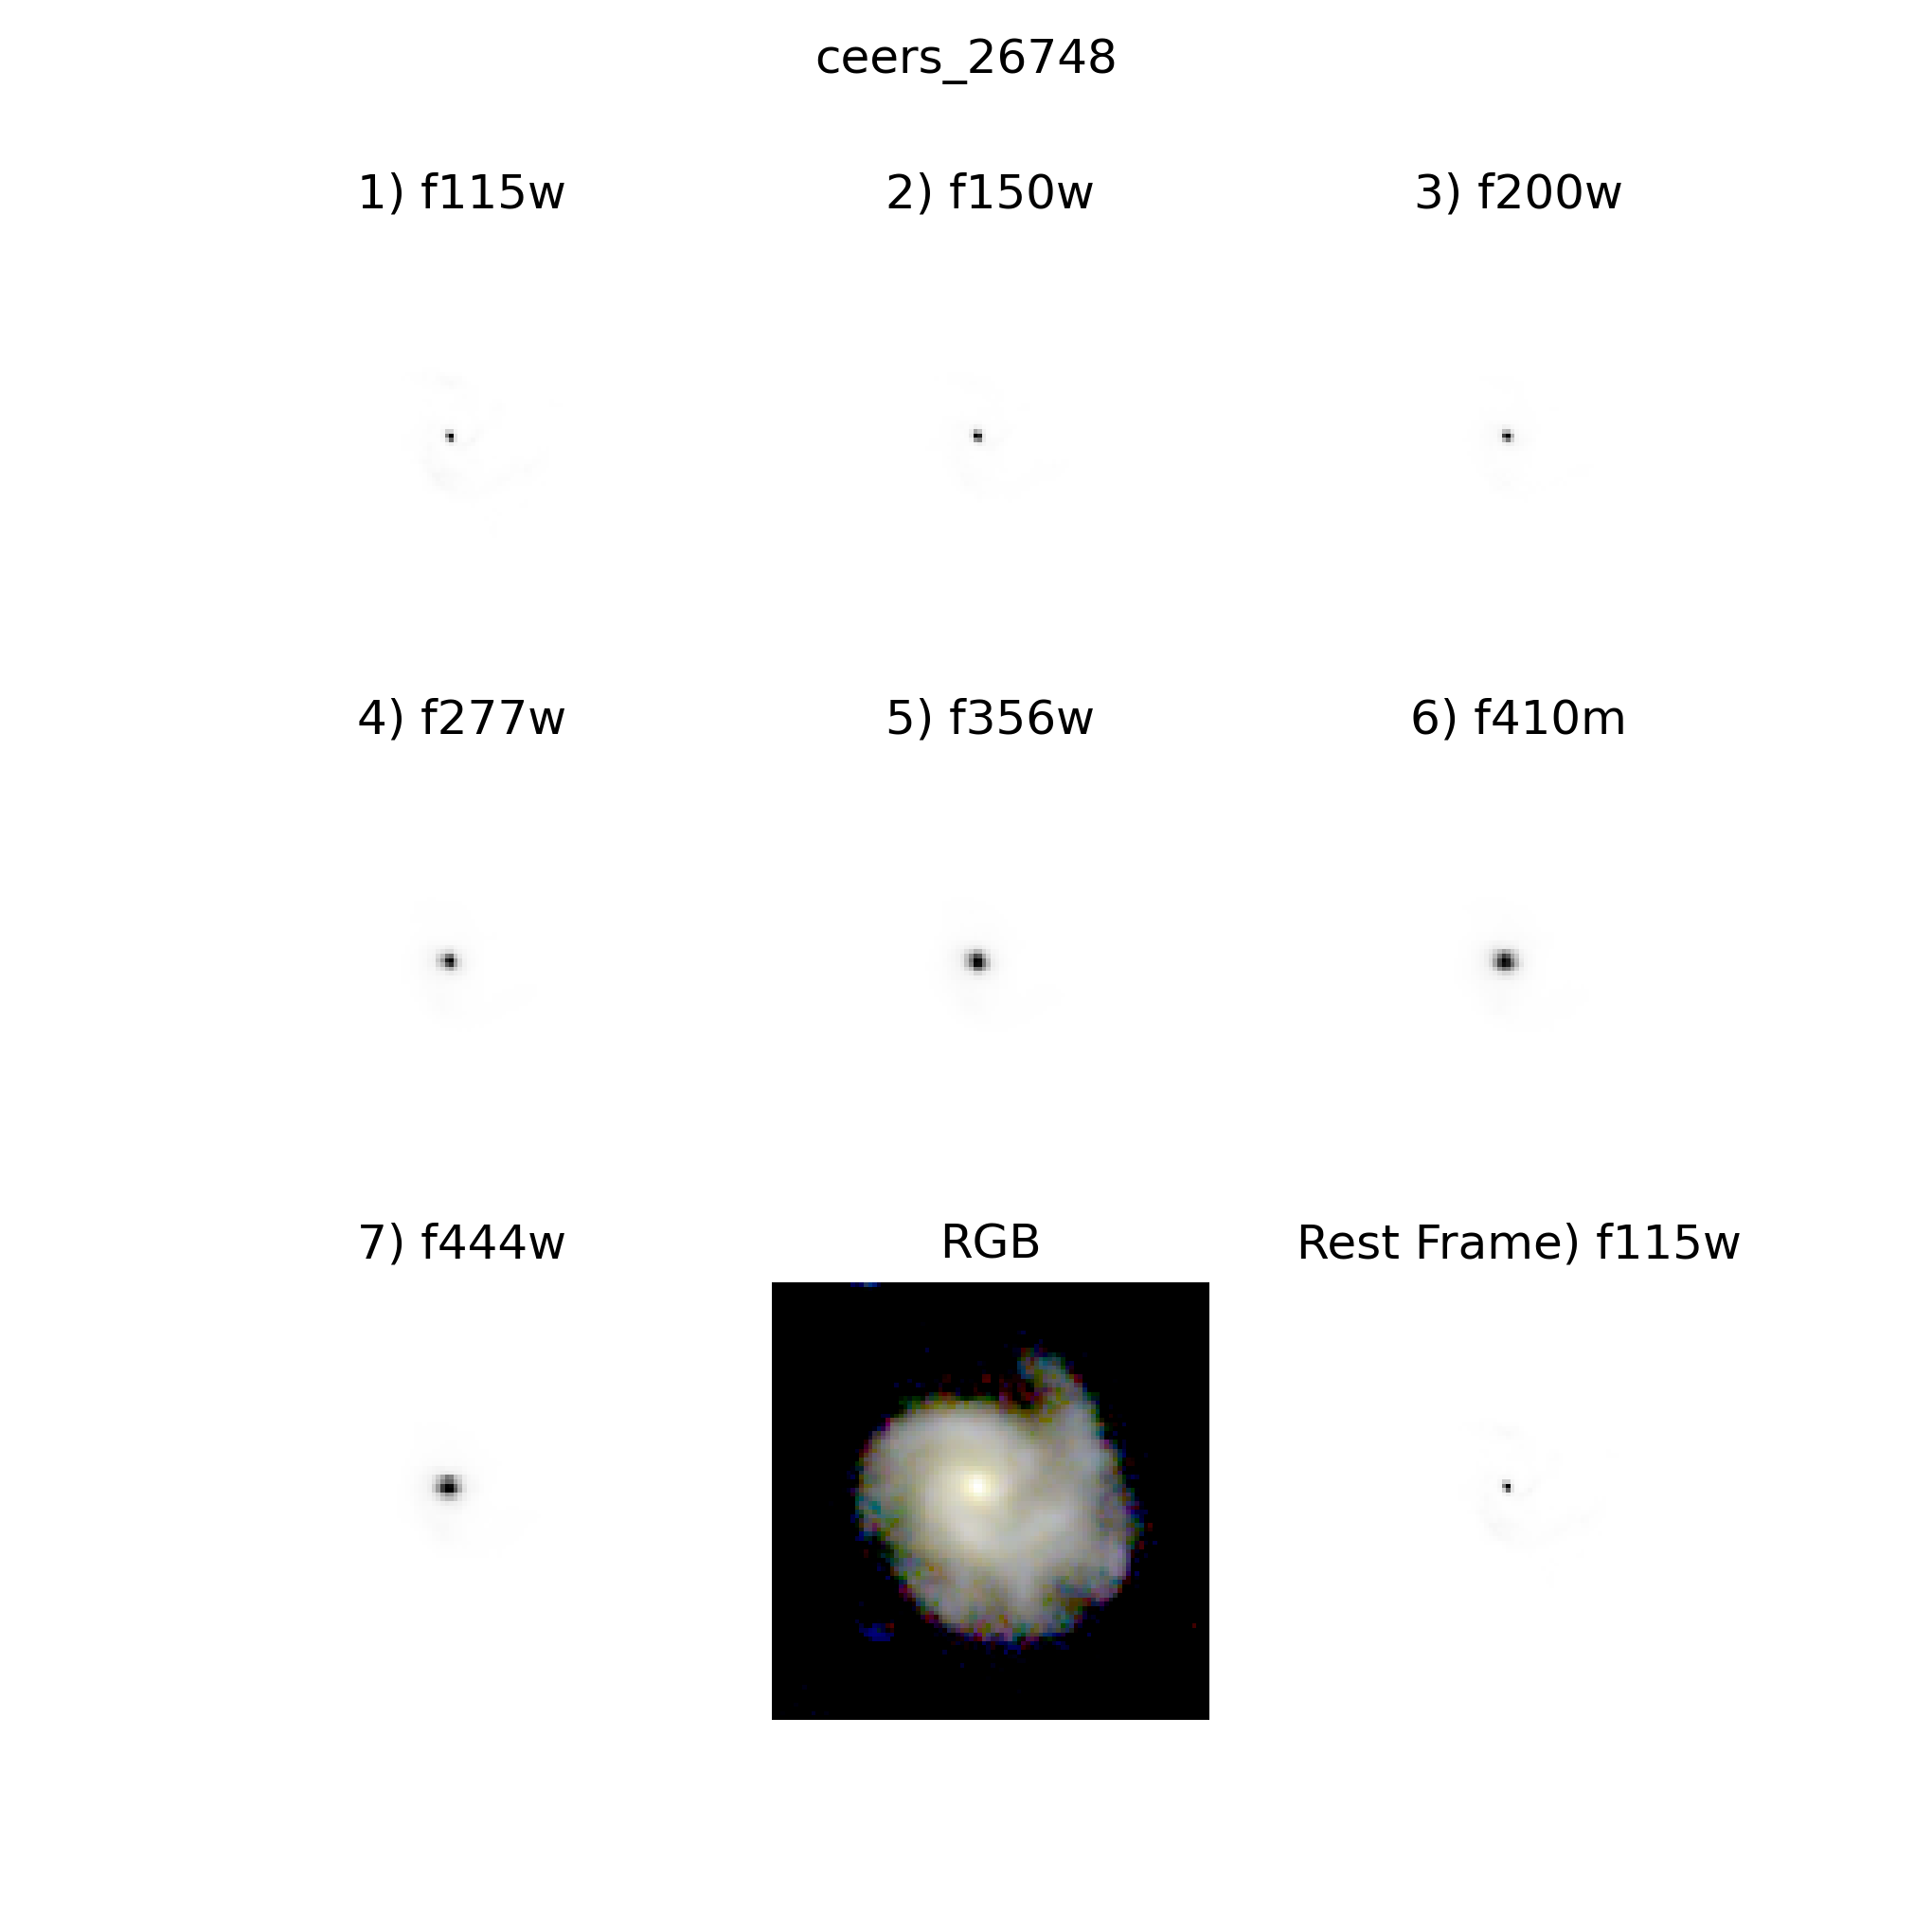 ceers_26748
1) f115w
2) f150w
3) f200w
4) f277w
5) f356w
6) f410m
7) f444w
RGB
Rest Frame) f115w